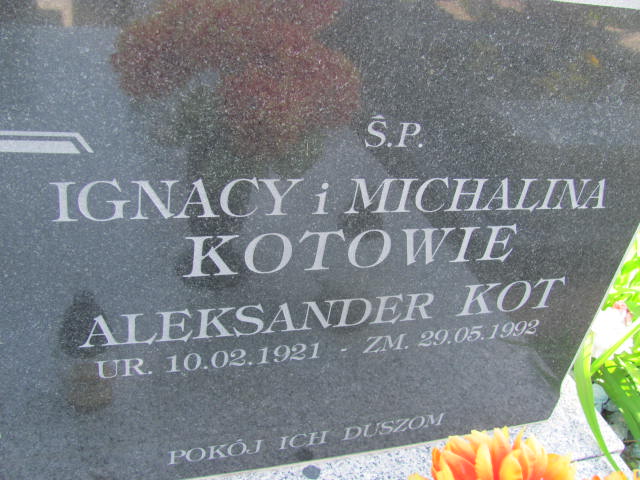 Ś.P.
IGNACY i MICHALINA
KOTOWIE
ALEKSANDER KOT
UR. 10.02.1921 - ZM. 29.05.1992
POKÓJ ICH DUSZOM